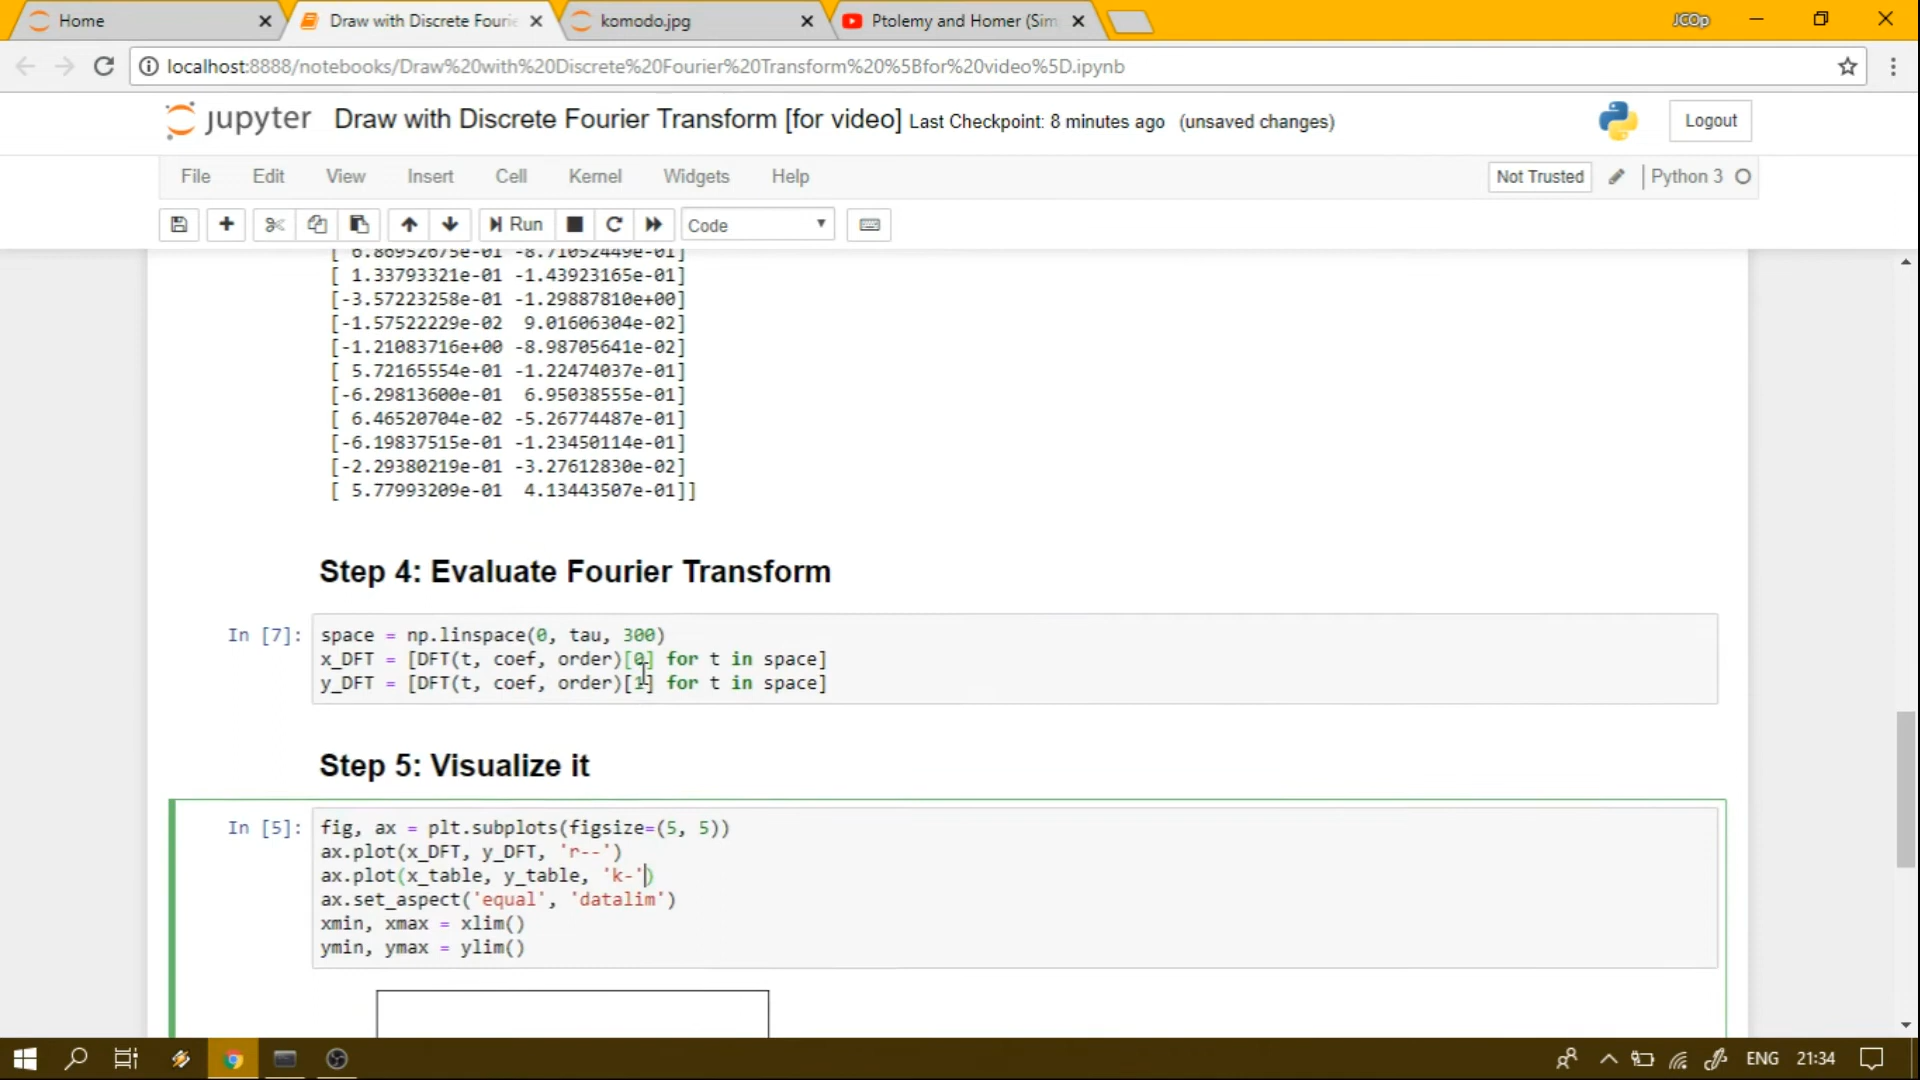 Home
Draw with Discrete Fourie
komodo.jpg
Ptolemy and Homer (Sim
JCOp
localhost:8888/notebooks/Draw%20with%20Discrete%20Fourier%20Transform%20%5Bfor%20video%5D.ipynb
jupyter Draw with Discrete Fourier Transform [for video] Last Checkpoint: 8 minutes ago (unsaved changes)
Logout
File Edit View Insert Cell Kernel Widgets Help
Not Trusted
Python 3
Run
Code
[ 6.86952675e-01 -8.71052449e-01]
[ 1.33793321e-01 -1.43923165e-01]
[-3.57223258e-01 -1.29887810e+00]
[-1.57522229e-02  9.01606304e-02]
[-1.21083716e+00 -8.98705641e-02]
[ 5.72165554e-01 -1.22474037e-01]
[-6.29813600e-01  6.95038555e-01]
[ 6.46520704e-02 -5.26774487e-01]
[-6.19837515e-01 -1.23450114e-01]
[-2.29380219e-01 -3.27612830e-02]
[ 5.77993209e-01  4.13443507e-01]]
Step 4: Evaluate Fourier Transform
In [7]: space = np.linspace(0, tau, 300)
x_DFT = [DFT(t, coef, order)[0] for t in space]
y_DFT = [DFT(t, coef, order)[1] for t in space]
Step 5: Visualize it
In [5]: fig, ax = plt.subplots(figsize=(5, 5))
ax.plot(x_DFT, y_DFT, 'r--')
ax.plot(x_table, y_table, 'k-')
ax.set_aspect('equal', 'datalim')
xmin, xmax = xlim()
ymin, ymax = ylim()
ENG 21:34